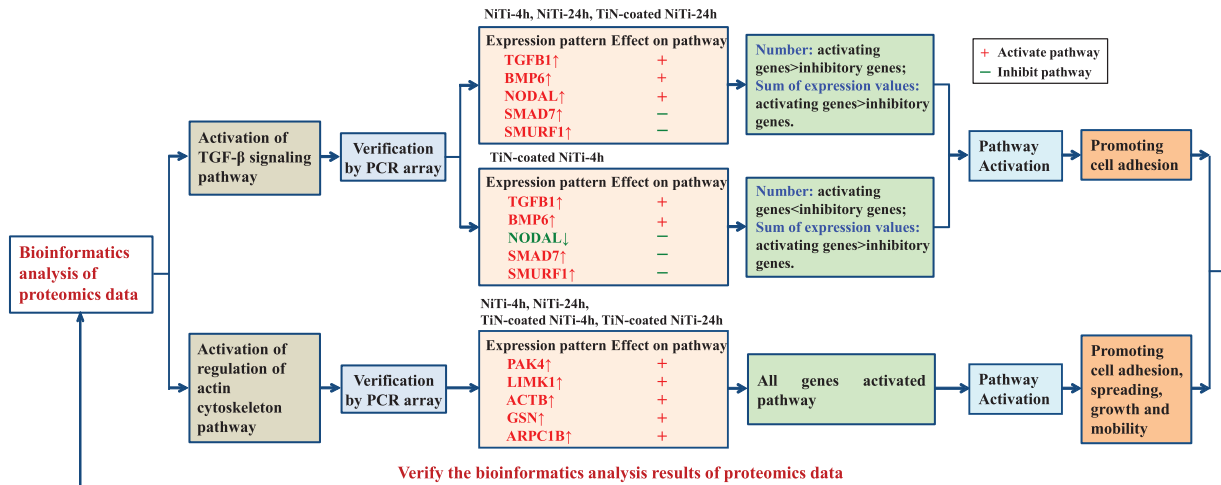 NiTi-4h, NiTi-24h, TiN-coated NiTi-24h
Expression pattern Effect on pathway
TGFB1↑ +
BMP6↑ +
NODAL↑ +
SMAD7↑ −
SMURF1↑ −
Number: activating
genes>inhibitory genes;
Sum of expression values:
activating genes>inhibitory
genes.
+ Activate pathway
− Inhibit pathway
Activation of
TGF-β signaling
pathway
Verification
by PCR array
TiN-coated NiTi-4h
Expression pattern Effect on pathway
TGFB1↑ +
BMP6↑ +
NODAL↓ −
SMAD7↑ −
SMURF1↑ −
Number: activating
genes<inhibitory genes;
Sum of expression values:
activating genes>inhibitory
genes.
Pathway
Activation
Promoting
cell adhesion
Bioinformatics
analysis of
proteomics data
NiTi-4h, NiTi-24h,
TiN-coated NiTi-4h, TiN-coated NiTi-24h
Activation of
regulation of
actin
cytoskeleton
pathway
Verification
by PCR array
Expression pattern Effect on pathway
PAK4↑ +
LIMK1↑ +
ACTB↑ +
GSN↑ +
ARPC1B↑ +
All genes activated
pathway
Pathway
Activation
Promoting
cell adhesion,
spreading,
growth and
mobility
Verify the bioinformatics analysis results of proteomics data